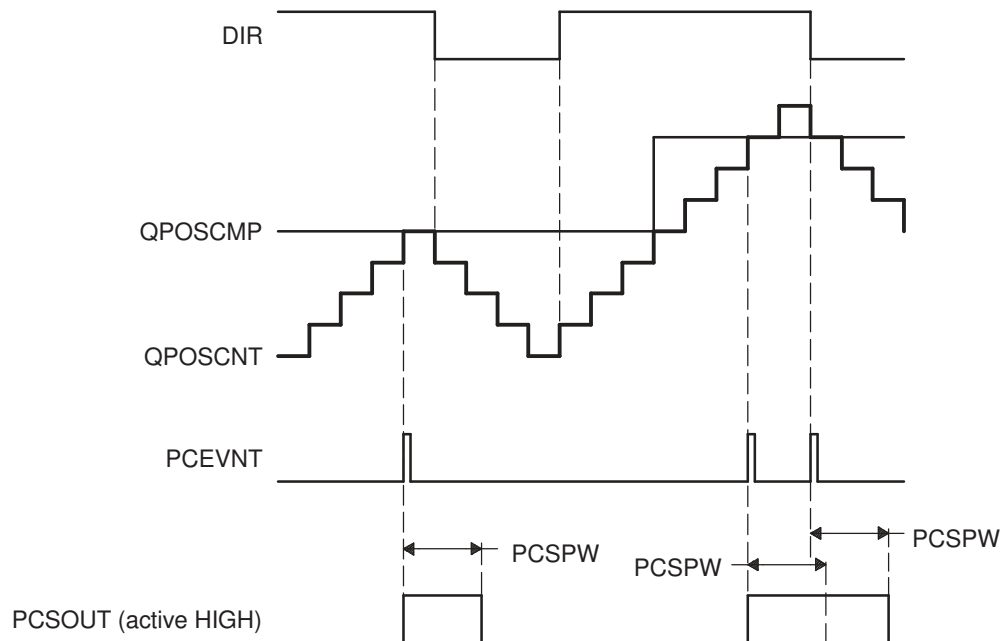 DIR
QPOSCMP
QPOSCNT
PCEVNT
PCSPW
PCSPW
PCSPW
PCSOUT (active HIGH)